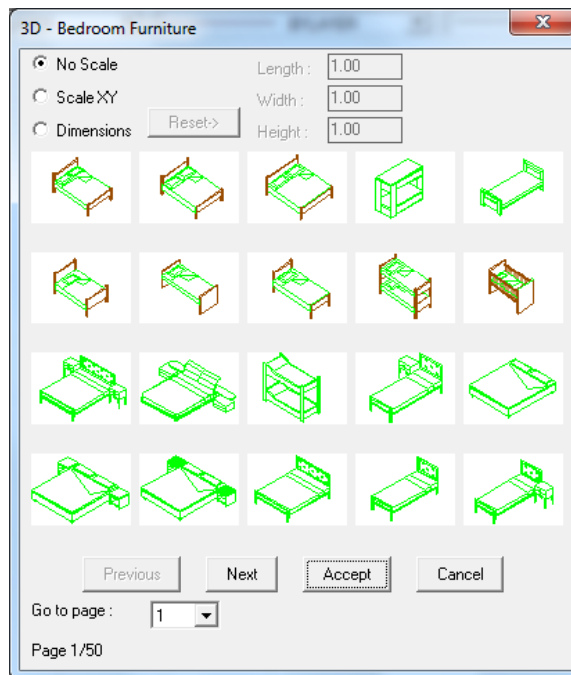 3D - Bedroom Furniture
No Scale
Length : 1.00
Scale XY
Width : 1.00
Dimensions
Reset->
Height : 1.00
Previous
Next
Accept
Cancel
Go to page :
1
Page 1/50